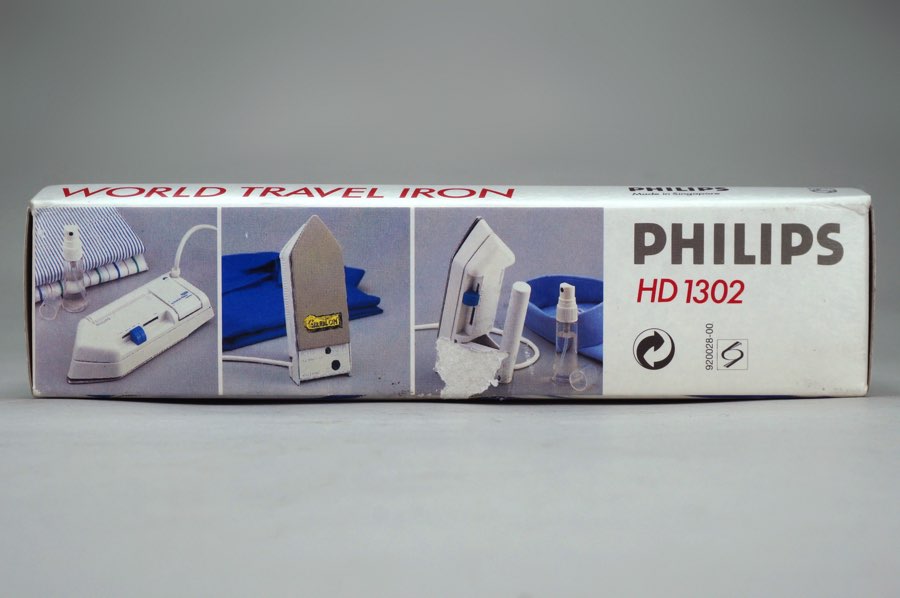 WORLD TRAVEL IRON
PHILIPS
Made in Singapore
PHILIPS
HD 1302
920028-00